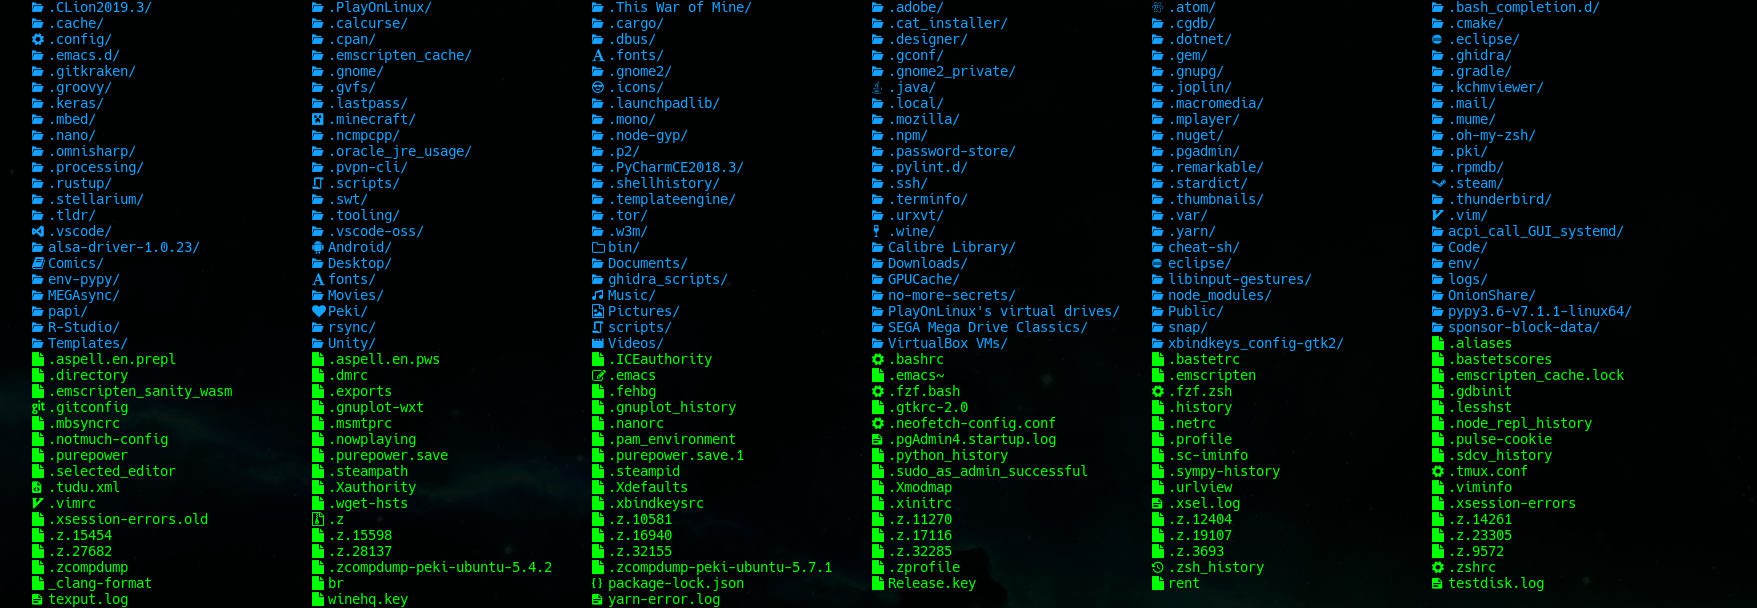 .CLion2019.3/ .PlayOnLinux/ .This War of Mine/ .adobe/ .atom/ .bash_completion.d/
.cache/ .calcurse/ .cargo/ .cat_installer/ .cgdb/ .cmake/
.config/ .cpan/ .dbus/ .designer/ .dotnet/ .eclipse/
.emacs.d/ .emscripten_cache/ .fonts/ .gconf/ .gem/ .ghidra/
.gitkraken/ .gnome/ .gnome2/ .gnome2_private/ .gnupg/ .gradle/
.groovy/ .gvfs/ .icons/ .java/ .joplin/ .kchmviewer/
.keras/ .lastpass/ .launchpadlib/ .local/ .macromedia/ .mail/
.mbed/ .minecraft/ .mono/ .mozilla/ .mplayer/ .mume/
.nano/ .ncmpcpp/ .node-gyp/ .npm/ .nuget/ .oh-my-zsh/
.omnisharp/ .oracle_jre_usage/ .p2/ .password-store/ .pgadmin/ .pki/
.processing/ .pvpn-cli/ .PyCharmCE2018.3/ .pylint.d/ .remarkable/ .rpmdb/
.rustup/ .scripts/ .shellhistory/ .ssh/ .stardict/ .steam/
.stellarium/ .swt/ .templateengine/ .terminfo/ .thumbnails/ .thunderbird/
.tldr/ .tooling/ .tor/ .urxvt/ .var/ .vim/
.vscode/ .vscode-oss/ .w3m/ .wine/ .yarn/ acpi_call_GUI_systemd/
alsa-driver-1.0.23/ Android/ bin/ Calibre Library/ cheat-sh/ Code/
Comics/ Desktop/ Documents/ Downloads/ eclipse/ env/
env-pypy/ fonts/ ghidra_scripts/ GPUCache/ libinput-gestures/ logs/
MEGAsync/ Movies/ Music/ no-more-secrets/ node_modules/ OnionShare/
papi/ Peki/ Pictures/ PlayOnLinux's virtual drives/ Public/ pypy3.6-v7.1.1-linux64/
R-Studio/ rsync/ scripts/ SEGA Mega Drive Classics/ snap/ sponsor-block-data/
Templates/ Unity/ Videos/ VirtualBox VMs/ xbindkeys_config-gtk2/ .aliases
.aspell.en.prepl .aspell.en.pws .ICEauthority .bashrc .bastetrc .bastetscores
.directory .dmrc .emacs .emacs~ .emscripten .emscripten_cache.lock
.emscripten_sanity_wasm .exports .fehbg .fzf.bash .fzf.zsh .gdbinit
.gitconfig .gnuplot-wxt .gnuplot_history .gtkrc-2.0 .history .lesshst
.mbsyncrc .msmtprc .nanorc .neofetch-config.conf .netrc .node_repl_history
.notmuch-config .nowplaying .pam_environment .pgAdmin4.startup.log .profile .pulse-cookie
.purepower .purepower.save .purepower.save.1 .python_history .sc-iminfo .sdcv_history
.selected_editor .steampath .steampid .sudo_as_admin_successful .sympy-history .tmux.conf
.tudu.xml .Xauthority .Xdefaults .Xmodmap .urlview .viminfo
.vimrc .wget-hsts .xbindkeysrc .xinitrc .xsel.log .xsession-errors
.xsession-errors.old .z .z.10581 .z.11270 .z.12404 .z.14261
.z.15454 .z.15598 .z.16940 .z.17116 .z.19107 .z.23305
.z.27682 .z.28137 .z.32155 .z.32285 .z.3693 .z.9572
.zcompdump .zcompdump-peki-ubuntu-5.4.2 .zcompdump-peki-ubuntu-5.7.1 .zprofile .zsh_history .zshrc
_clang-format br package-lock.json Release.key rent testdisk.log
texput.log winehq.key yarn-error.log